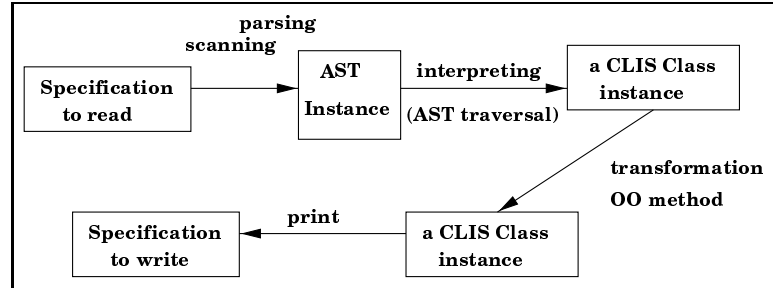 parsing
scanning
Specification
to read
AST
Instance
interpreting
(AST traversal)
a CLIS Class
instance
transformation
OO method
a CLIS Class
instance
print
Specification
to write